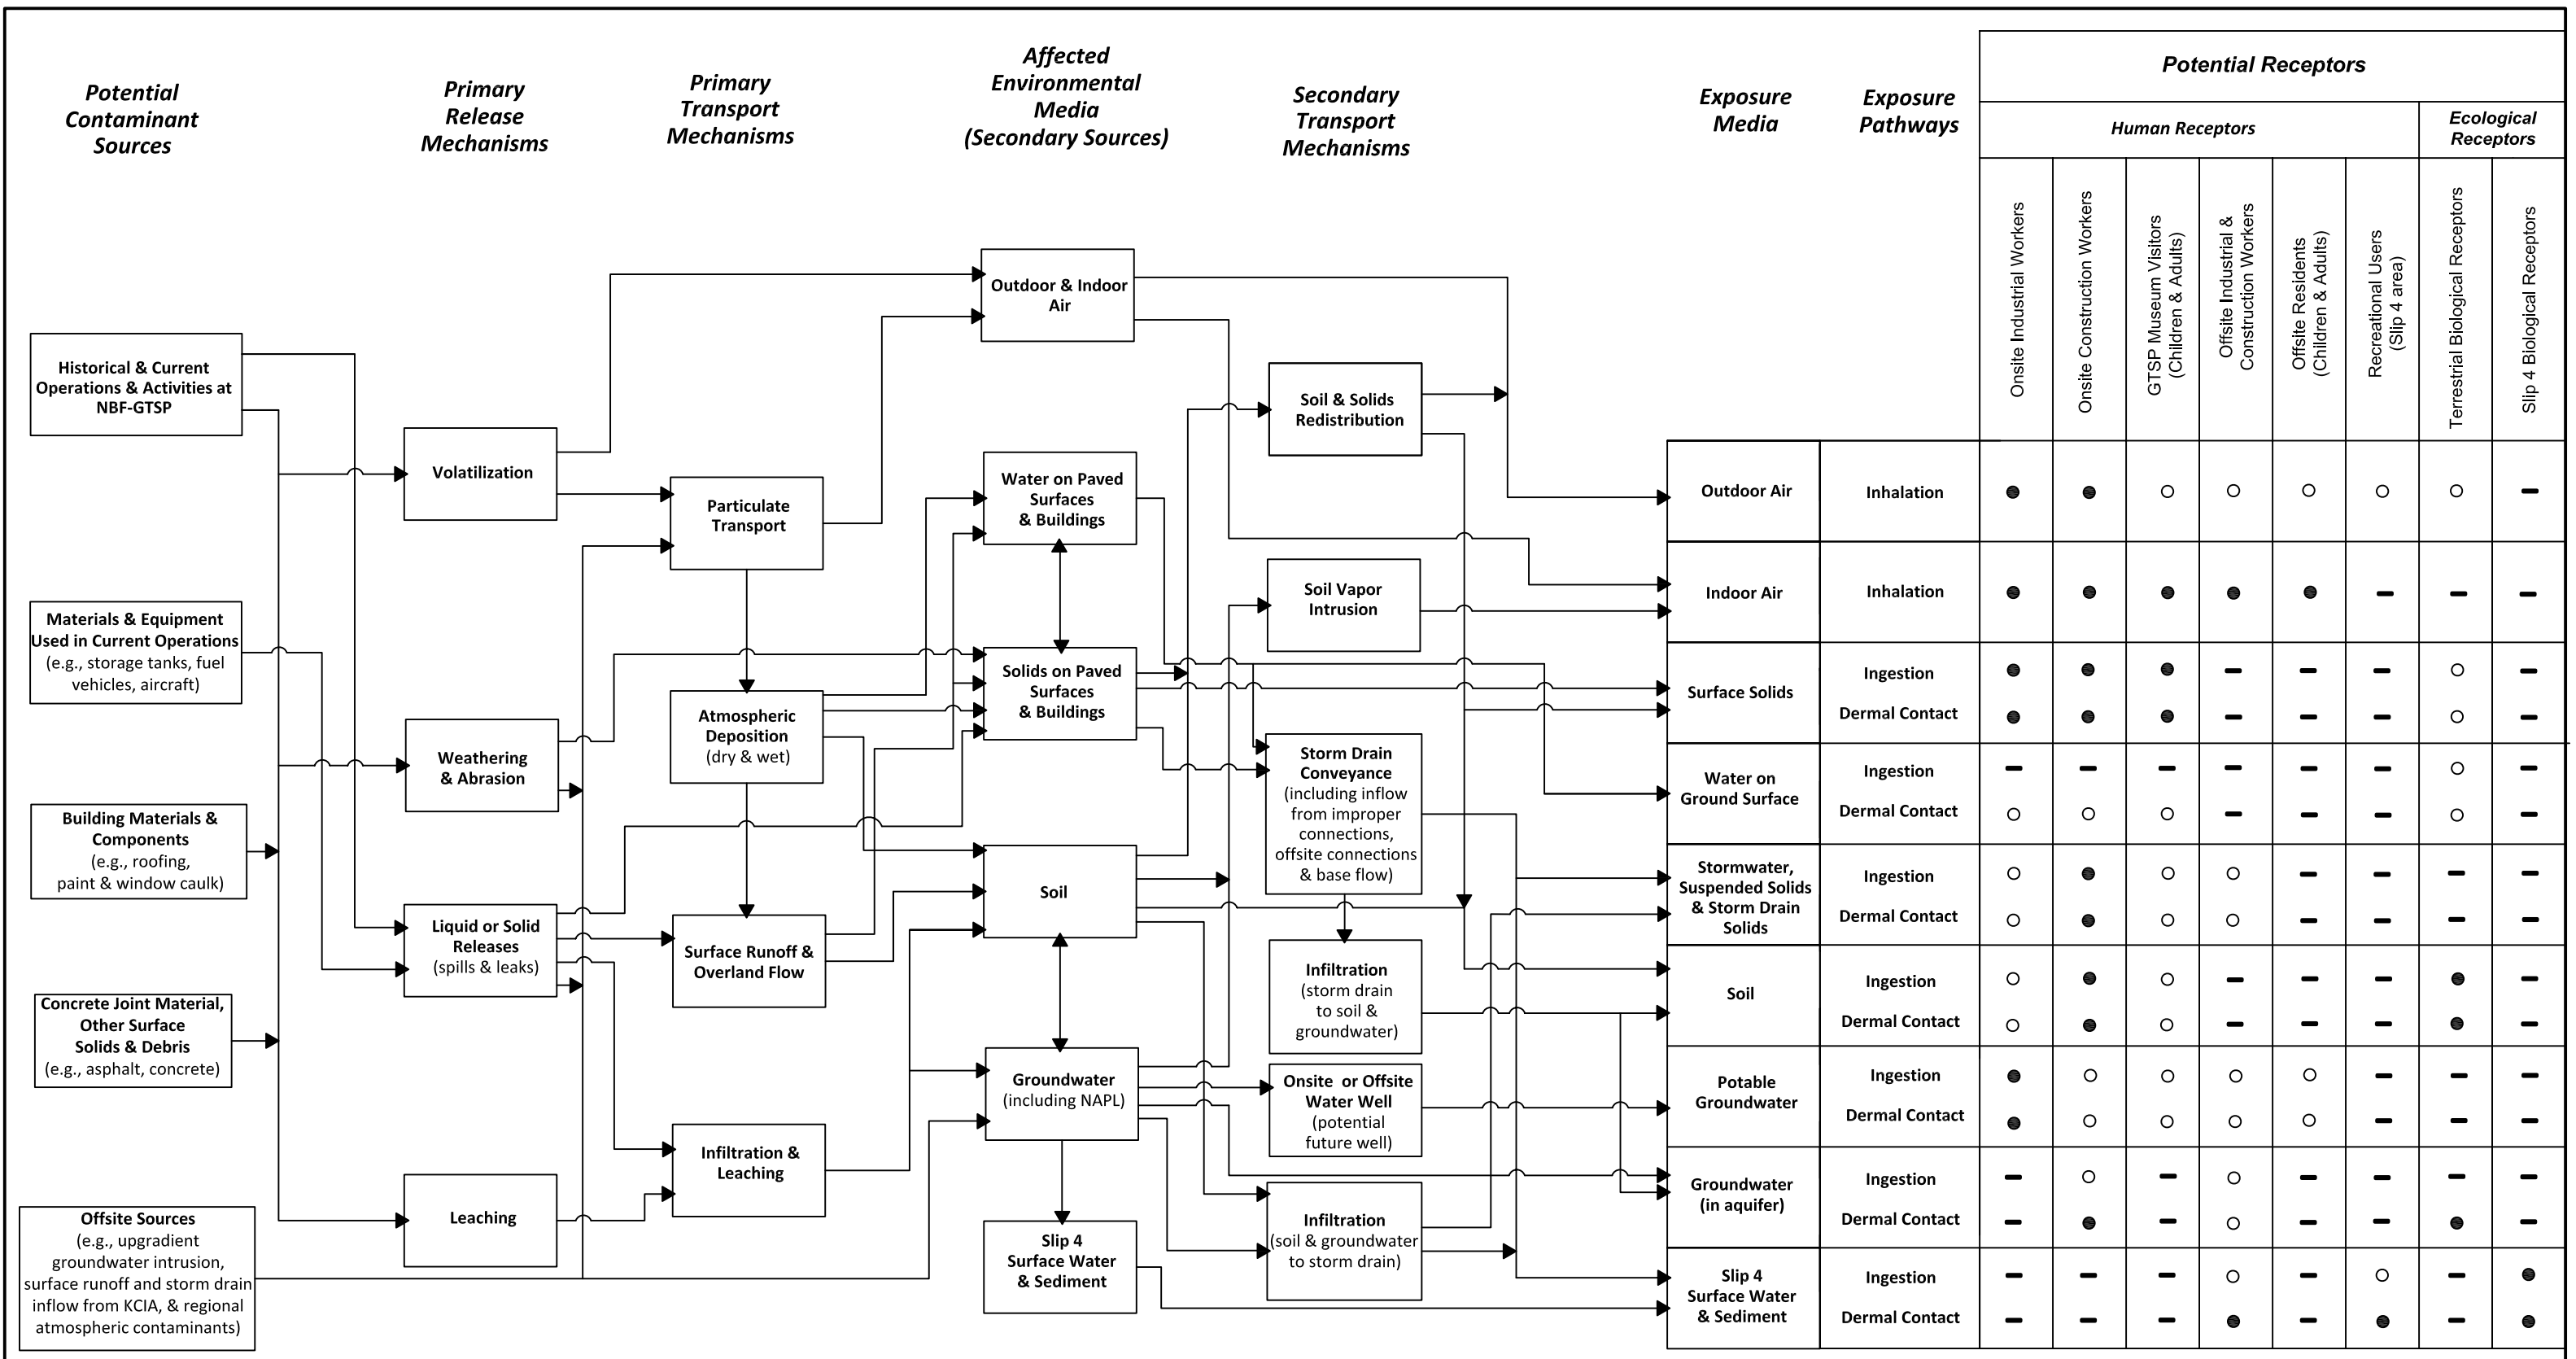 Potential
Contaminant
Sources
Primary
Release
Mechanisms
Primary
Transport
Mechanisms
Affected
Environmental
Media
(Secondary Sources)
Secondary
Transport
Mechanisms
Exposure
Media
Exposure
Pathways
Potential Receptors
Human Receptors
Ecological
Receptors
Onsite Industrial Workers
Onsite Construction Workers
GTSP Museum Visitors
(Children & Adults)
Offsite Industrial &
Construction Workers
Offsite Residents
(Children & Adults)
Recreational Users
(Slip 4 area)
Terrestrial Biological Receptors
Slip 4 Biological Receptors
Historical & Current
Operations & Activities at
NBF-GTSP
Materials & Equipment
Used in Current Operations
(e.g., storage tanks, fuel
vehicles, aircraft)
Building Materials &
Components
(e.g., roofing,
paint & window caulk)
Concrete Joint Material,
Other Surface
Solids & Debris
(e.g., asphalt, concrete)
Offsite Sources
(e.g., upgradient
groundwater intrusion,
surface runoff and storm drain
inflow from KCIA, & regional
atmospheric contaminants)
Volatilization
Weathering
& Abrasion
Liquid or Solid
Releases
(spills & leaks)
Leaching
Particulate
Transport
Atmospheric
Deposition
(dry & wet)
Surface Runoff &
Overland Flow
Infiltration &
Leaching
Outdoor & Indoor
Air
Water on Paved
Surfaces
& Buildings
Solids on Paved
Surfaces
& Buildings
Soil
Groundwater
(including NAPL)
Slip 4
Surface Water
& Sediment
Soil & Solids
Redistribution
Soil Vapor
Intrusion
Storm Drain
Conveyance
(including inflow
from improper
connections,
offsite connections
& base flow)
Infiltration
(storm drain
to soil &
groundwater)
Onsite or Offsite
Water Well
(potential
future well)
Infiltration
(soil & groundwater
to storm drain)
Outdoor Air
Inhalation
Indoor Air
Inhalation
Surface Solids
Ingestion
Dermal Contact
Water on
Ground Surface
Ingestion
Dermal Contact
Stormwater,
Suspended Solids
& Storm Drain
Solids
Ingestion
Dermal Contact
Soil
Ingestion
Dermal Contact
Potable
Groundwater
Ingestion
Dermal Contact
Groundwater
(in aquifer)
Ingestion
Dermal Contact
Slip 4
Surface Water
& Sediment
Ingestion
Dermal Contact